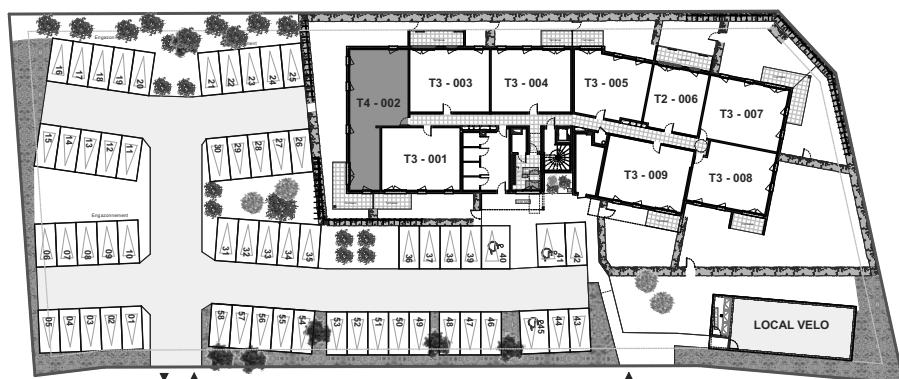 Engazonnement
16 17 18 19 20
21 22 23 24 25
T4 - 002
T3 - 003
T3 - 004
T3 - 005
T2 - 006
T3 - 007
15 14 13 12 11
30 29 28 27 26
T3 - 001
T3 - 009
T3 - 008
Engazonnement
06 07 08 09 10
31 32 33 34 35
36 37 38 39 40
41 42
05 04 03 02 01
58 57 56 55 54
53 52 51 50 49
48 47 46 45 44 43
LOCAL VELO